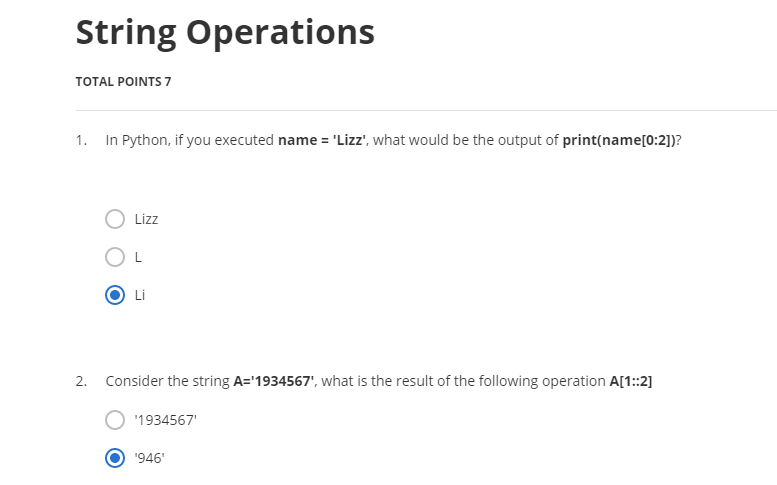 String Operations
TOTAL POINTS 7
1. In Python, if you executed name = 'Lizz', what would be the output of print(name[0:2])?
Lizz
L
Li
2. Consider the string A='1934567', what is the result of the following operation A[1::2]
'1934567'
'946'